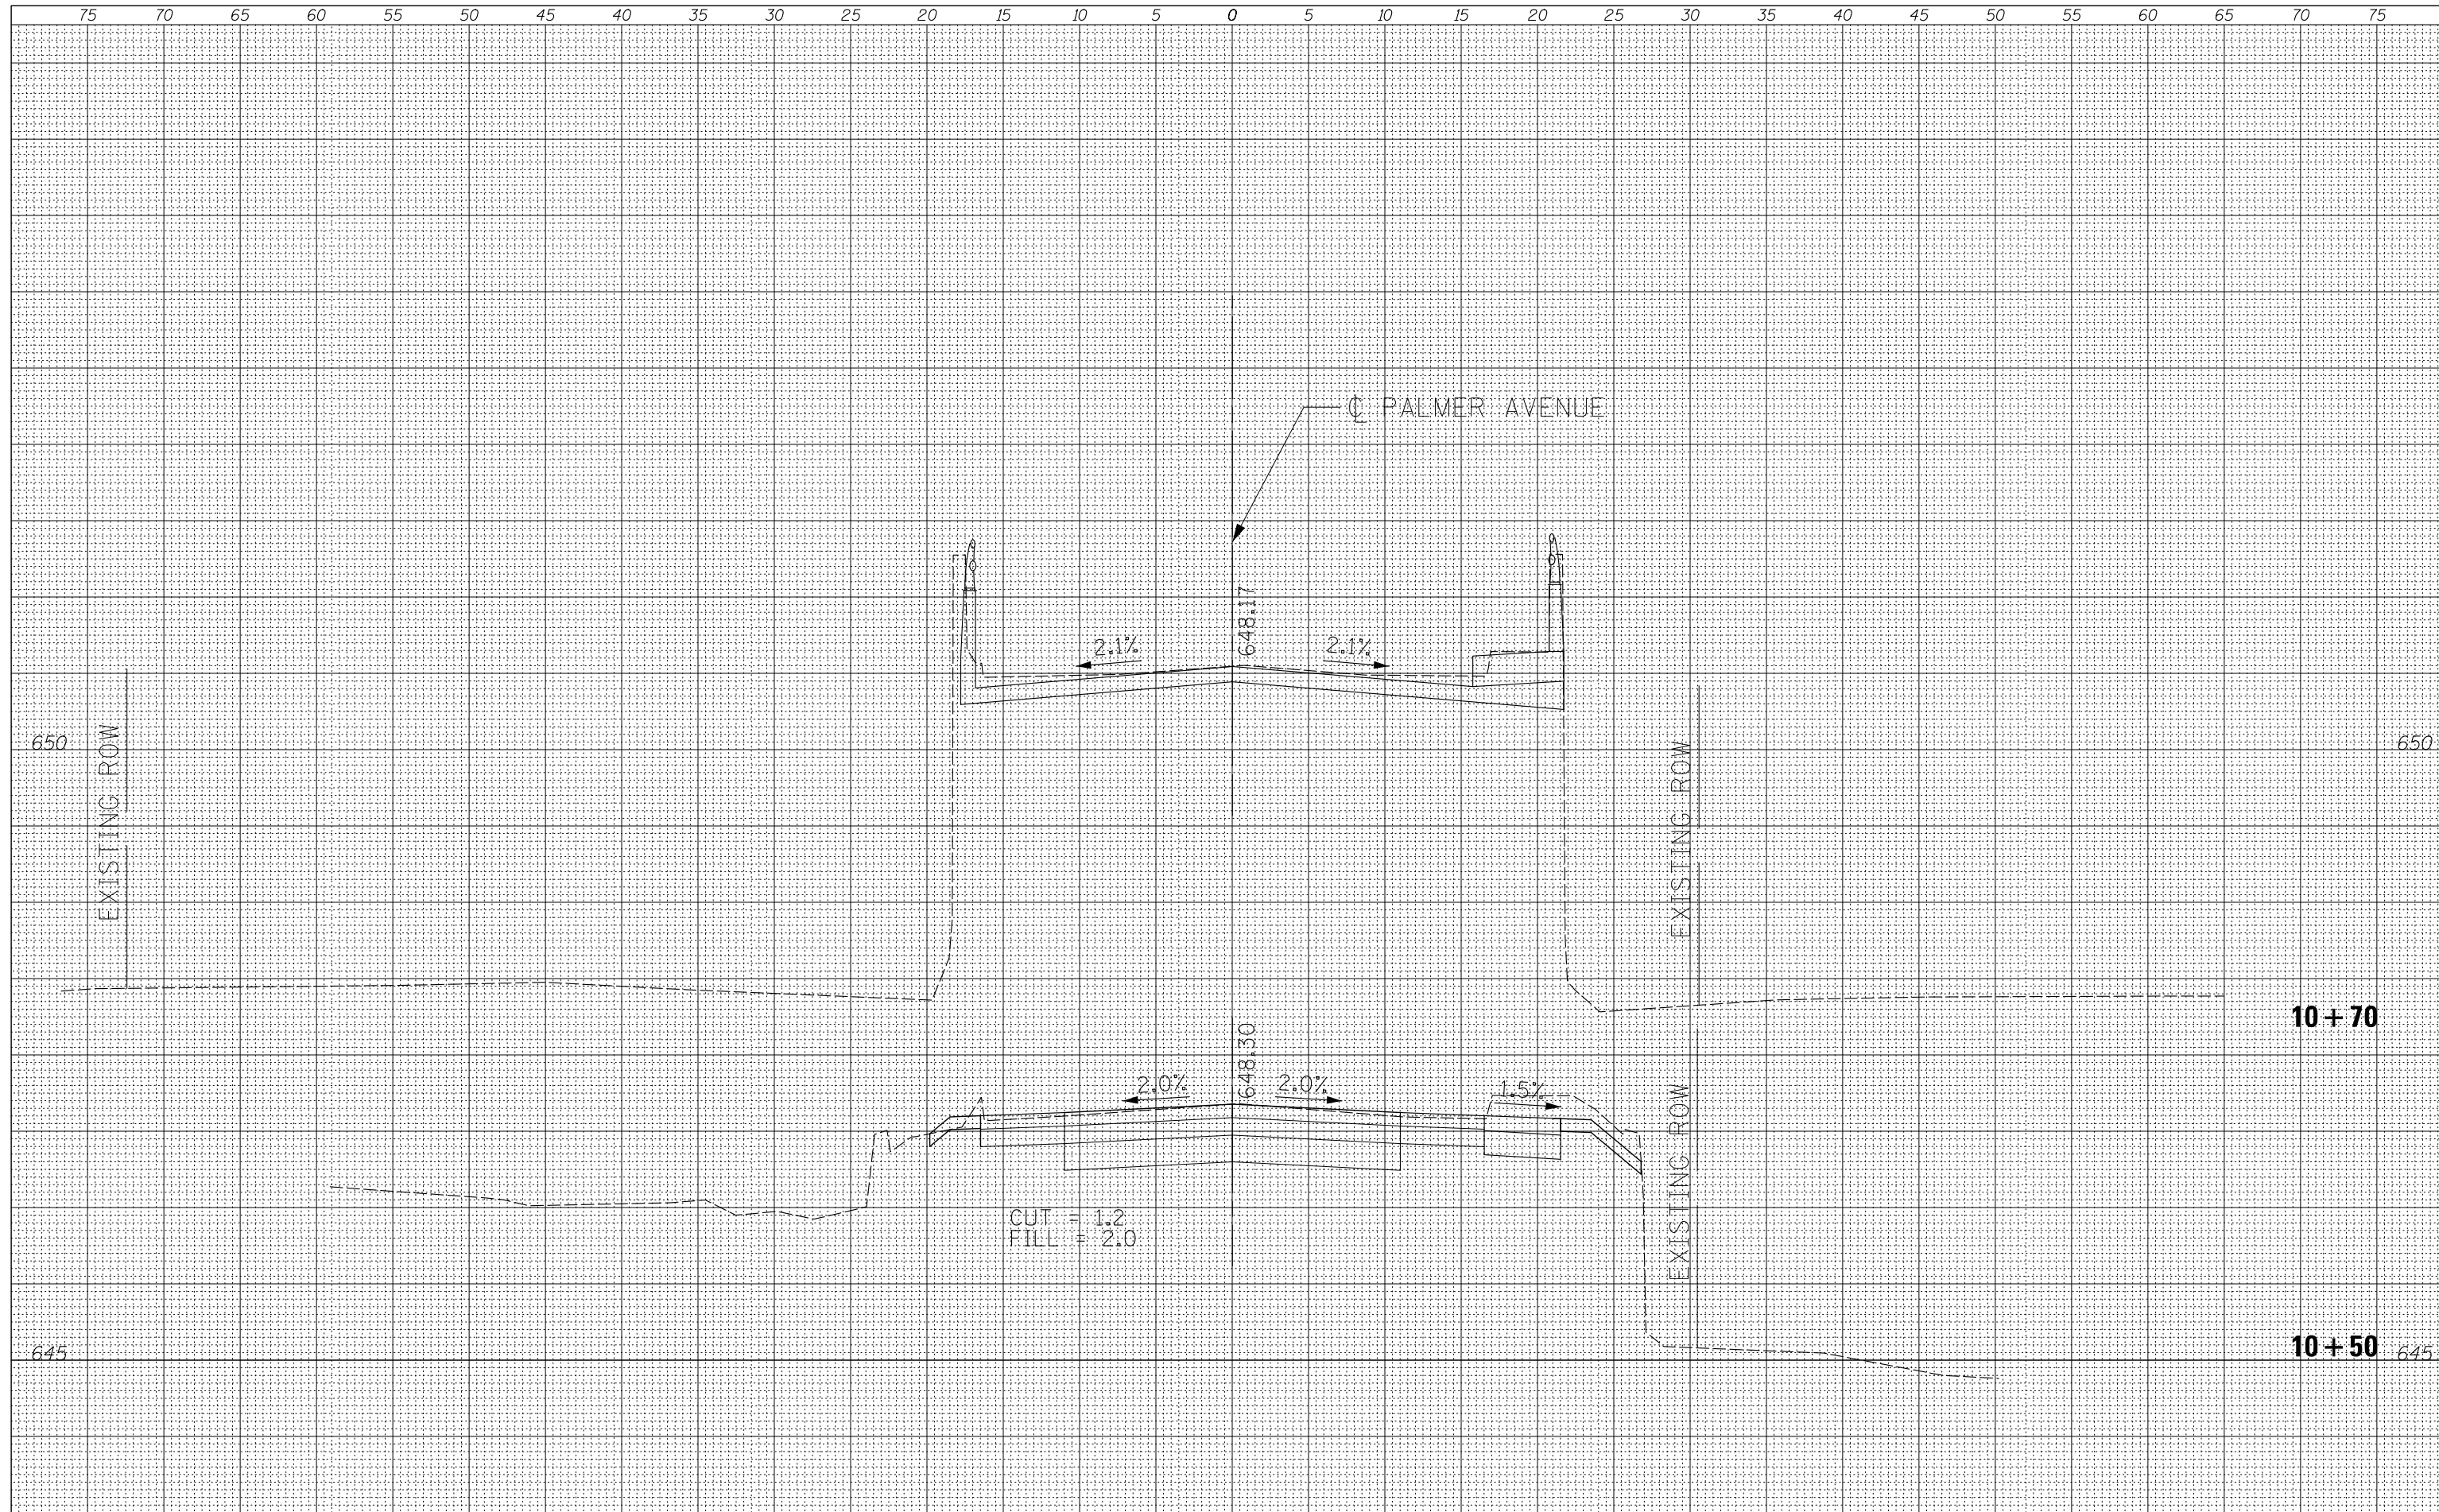 75 70 65 60 55 50 45 40 35 30 25 20 15 10 5 0 5 10 15 20 25 30 35 40 45 50 55 60 65 70 75
℄ PALMER AVENUE
648.17
2.1%
2.1%
650
EXISTING ROW
EXISTING ROW
650
10+70
648.30
2.0%
2.0%
1.5%
EXISTING ROW
CUT = 1.2
FILL = 2.0
645
10+50
645